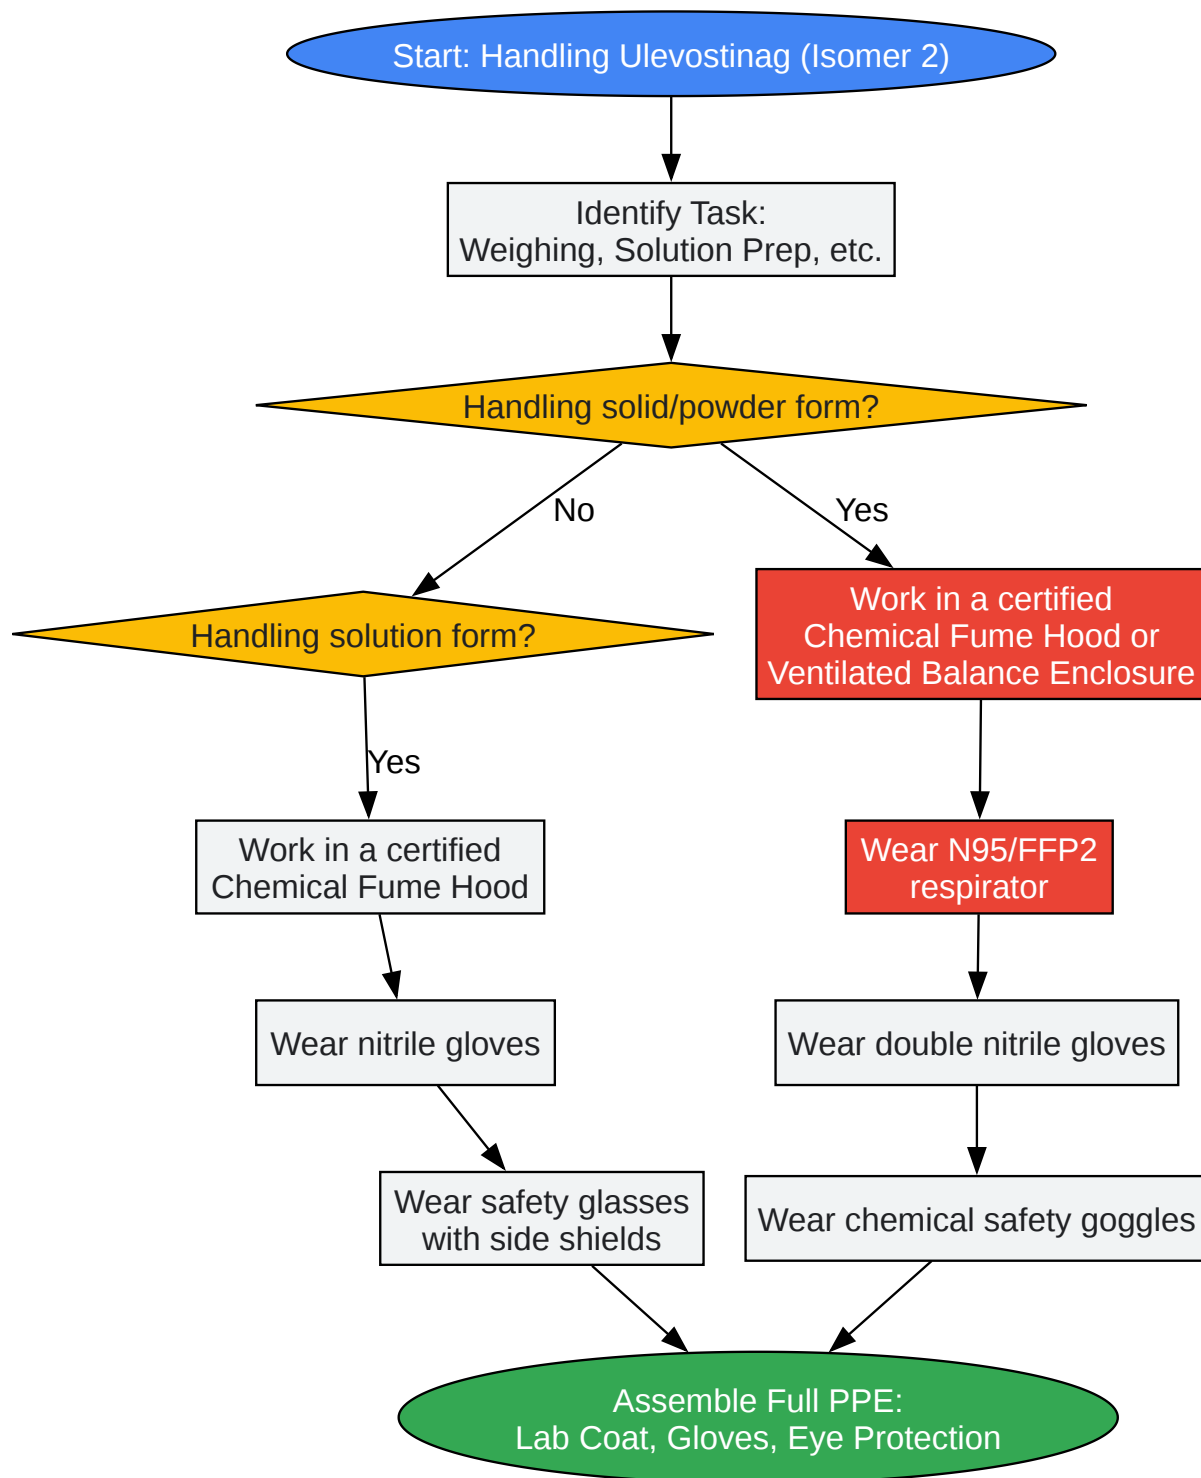 Start: Handling Ulevostinag (Isomer 2)
Identify Task:
Weighing, Solution Prep, etc.
Handling solid/powder form?
No
Yes
Handling solution form?
Work in a certified
Chemical Fume Hood or
Ventilated Balance Enclosure
Yes
Work in a certified
Chemical Fume Hood
Wear N95/FFP2
respirator
Wear nitrile gloves
Wear double nitrile gloves
Wear safety glasses
with side shields
Wear chemical safety goggles
Assemble Full PPE:
Lab Coat, Gloves, Eye Protection